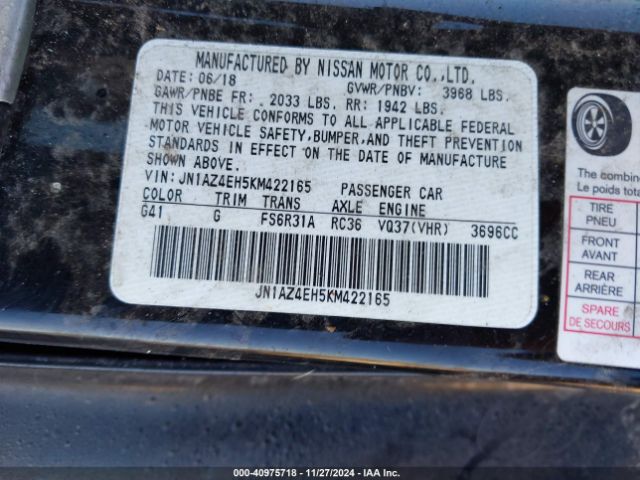 MANUFACTURED BY NISSAN MOTOR CO.,LTD.
DATE: 06/18 GVWR/PNBV: 3968 LBS.
GAWR/PNBE FR: 2033 LBS. RR: 1942 LBS.
THIS VEHICLE CONFORMS TO ALL APPLICABLE FEDERAL
MOTOR VEHICLE SAFETY,BUMPER,AND THEFT PREVENTION
STANDARDS IN EFFECT ON THE DATE OF MANUFACTURE
SHOWN ABOVE.
VIN: JN1AZ4EH5KM422165 PASSENGER CAR
COLOR TRIM TRANS AXLE ENGINE
G41 G FS6R31A RC36 VQ37(VHR) 3696CC
JN1AZ4EH5KM422165
The combine
Le poids tota
TIRE
PNEU
FRONT
AVANT
REAR
ARRIÈRE
SPARE
DE SECOURS
000-40975718 - 11/27/2024 - IAA Inc.